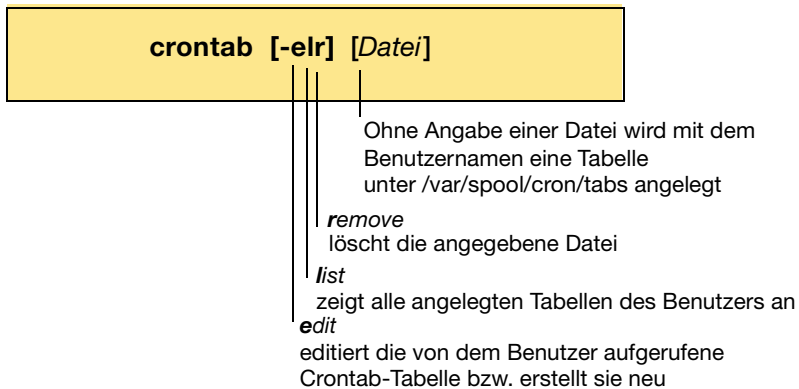 crontab [-elr] [Datei]
Ohne Angabe einer Datei wird mit dem
Benutzernamen eine Tabelle
unter /var/spool/cron/tabs angelegt
remove
löscht die angegebene Datei
list
zeigt alle angelegten Tabellen des Benutzers an
edit
editiert die von dem Benutzer aufgerufene
Crontab-Tabelle bzw. erstellt sie neu